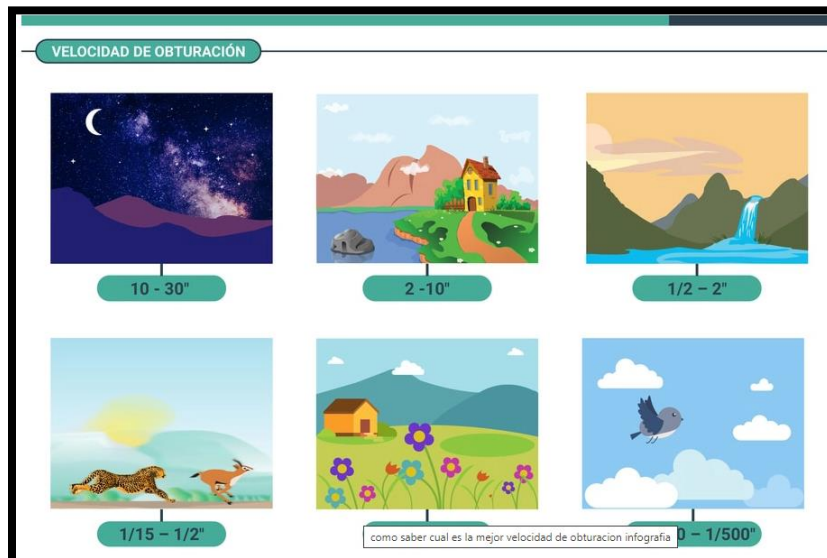 VELOCIDAD DE OBTURACIÓN
10 - 30"
2 -10"
1/2 – 2"
1/15 – 1/2"
como saber cual es la mejor velocidad de obturacion infografia
0 – 1/500"